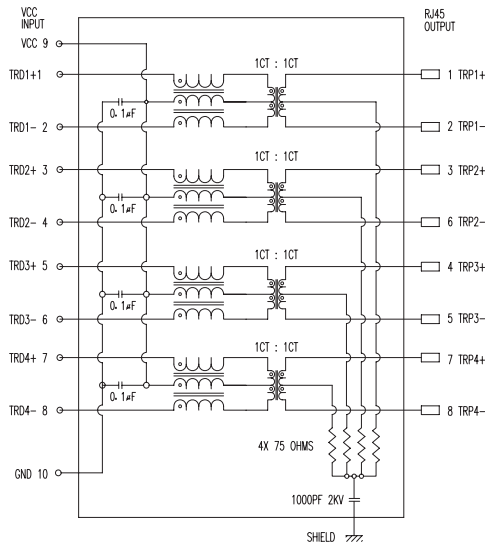 VCC
INPUT
RJ45
OUTPUT
VCC 9
TRD1+1
1CT : 1CT
1 TRP1+
0.1µF
TRD1- 2
2 TRP1-
TRD2+ 3
1CT : 1CT
3 TRP2+
0.1µF
TRD2- 4
6 TRP2-
TRD3+ 5
1CT : 1CT
4 TRP3+
0.1µF
TRD3- 6
5 TRP3-
TRD4+ 7
1CT : 1CT
7 TRP4+
0.1µF
TRD4- 8
8 TRP4-
4X 75 OHMS
GND 10
1000PF 2KV
SHIELD